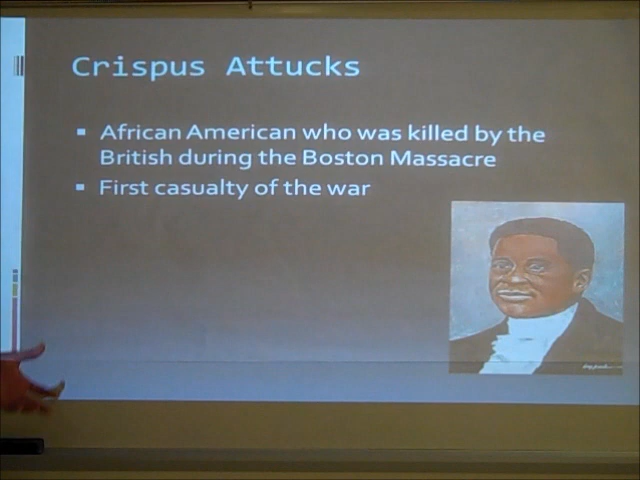 Crispus Attucks
African American who was killed by the
British during the Boston Massacre
First casualty of the war